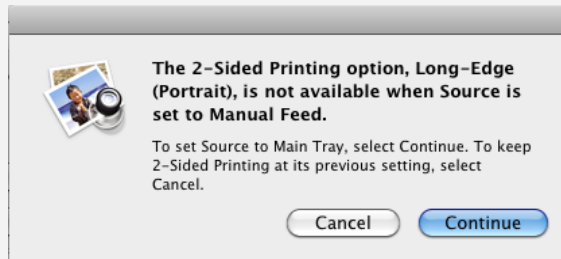 The 2-Sided Printing option, Long-Edge
(Portrait), is not available when Source is
set to Manual Feed.
To set Source to Main Tray, select Continue. To keep
2-Sided Printing at its previous setting, select
Cancel.
Cancel Continue